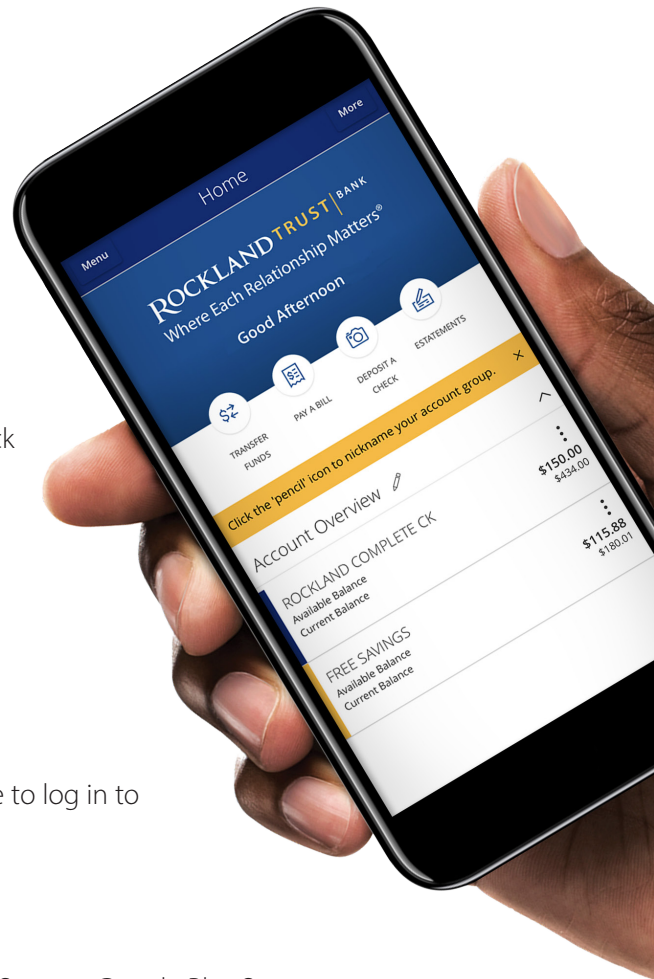 More
Home
Menu
ROCKLAND TRUST | BANK
Where Each Relationship Matters®
Good Afternoon
TRANSFER
FUNDS
PAY A BILL
DEPOSIT A
CHECK
ESTATEMENTS
Click the 'pencil' icon to nickname your account group. X
Account Overview
ROCKLAND COMPLETE CK
Available Balance $150.00
Current Balance $434.00
FREE SAVINGS
Available Balance $115.88
Current Balance $180.01
e to log in to